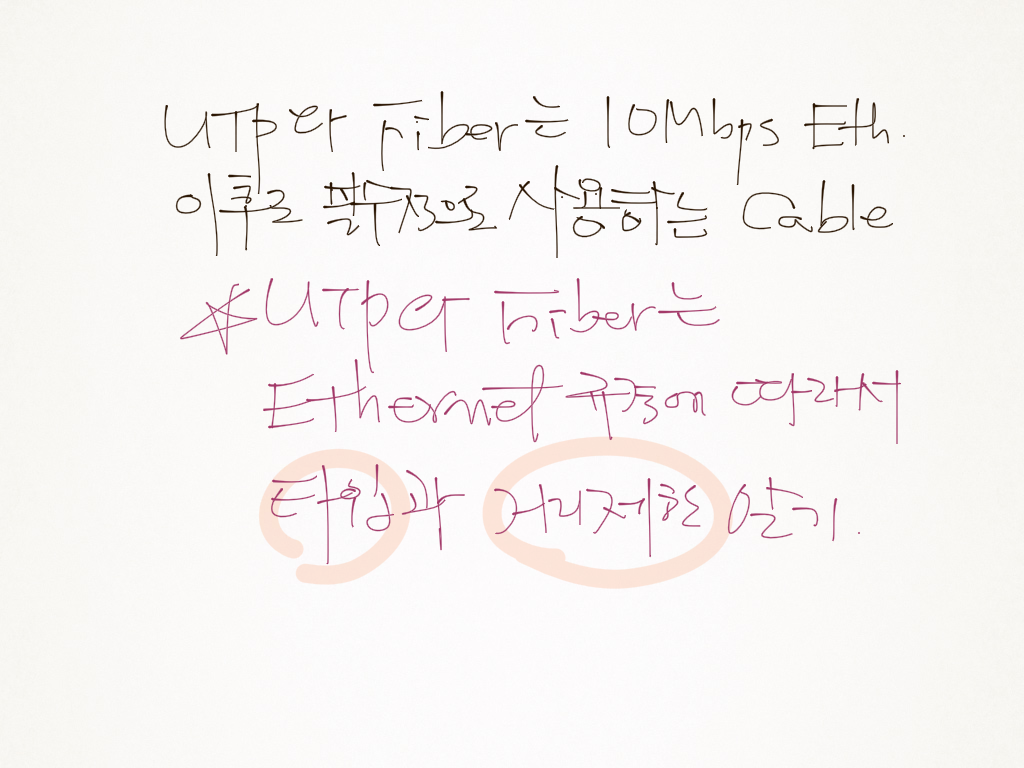 UTP와 Fiber는 10Mbps Eth.
이후로 필수적으로 사용하는 Cable
☆ UTP와 Fiber는
Ethernet 규격에 따라서
타입과 거리제한 알기.